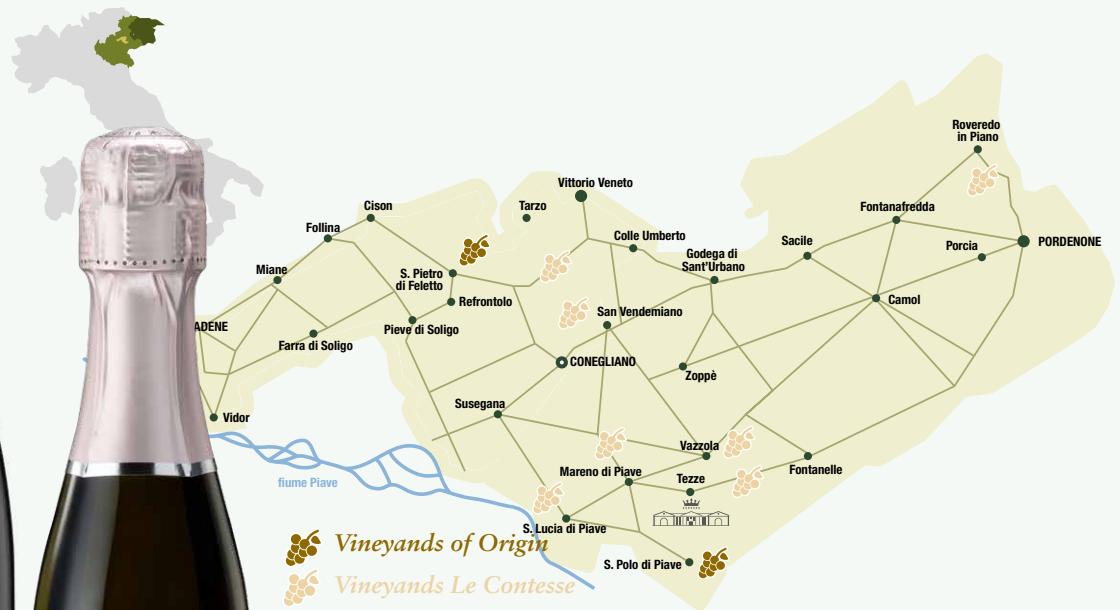 Roveredo
in Piano
Vittorio Veneto
Cison
Tarzo
Fontanafredda
Follina
Colle Umberto
Sacile
Porcia
PORDENONE
Godega di
Sant'Urbano
Miane
S. Pietro
di Feletto
Refrontolo
Camol
San Vendemiano
ADENE
Pieve di Soligo
Farra di Soligo
CONEGLIANO
Zoppè
Susegana
Vidor
Vazzola
Mareno di Piave
Tezze
Fontanelle
fiume Piave
S. Lucia di Piave
Vineyands of Origin
S. Polo di Piave
Vineyands Le Contesse